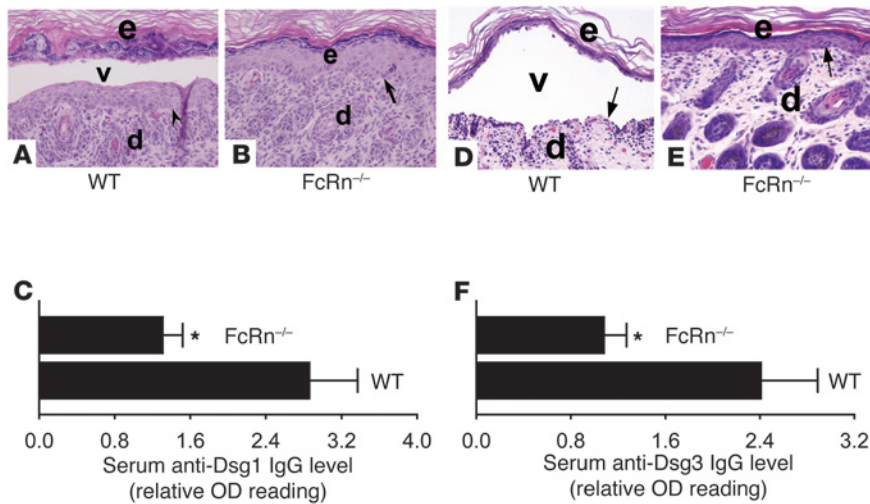 e
v
d
A
WT
e
d
B
FcRn–/–
e
v
d
D
WT
e
d
E
FcRn–/–
C
* FcRn–/–
WT
0.0 0.8 1.6 2.4 3.2 4.0
Serum anti-Dsg1 IgG level
(relative OD reading)
F
* FcRn–/–
WT
0.0 0.8 1.6 2.4 3.2
Serum anti-Dsg3 IgG level
(relative OD reading)